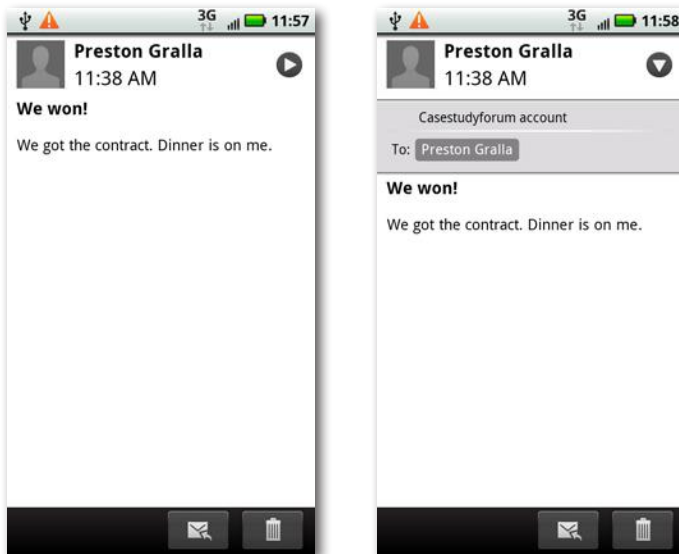 3G 11:57
Preston Gralla
11:38 AM
We won!
We got the contract. Dinner is on me.
3G 11:58
Preston Gralla
11:38 AM
Casestudyforum account
To: Preston Gralla
We won!
We got the contract. Dinner is on me.